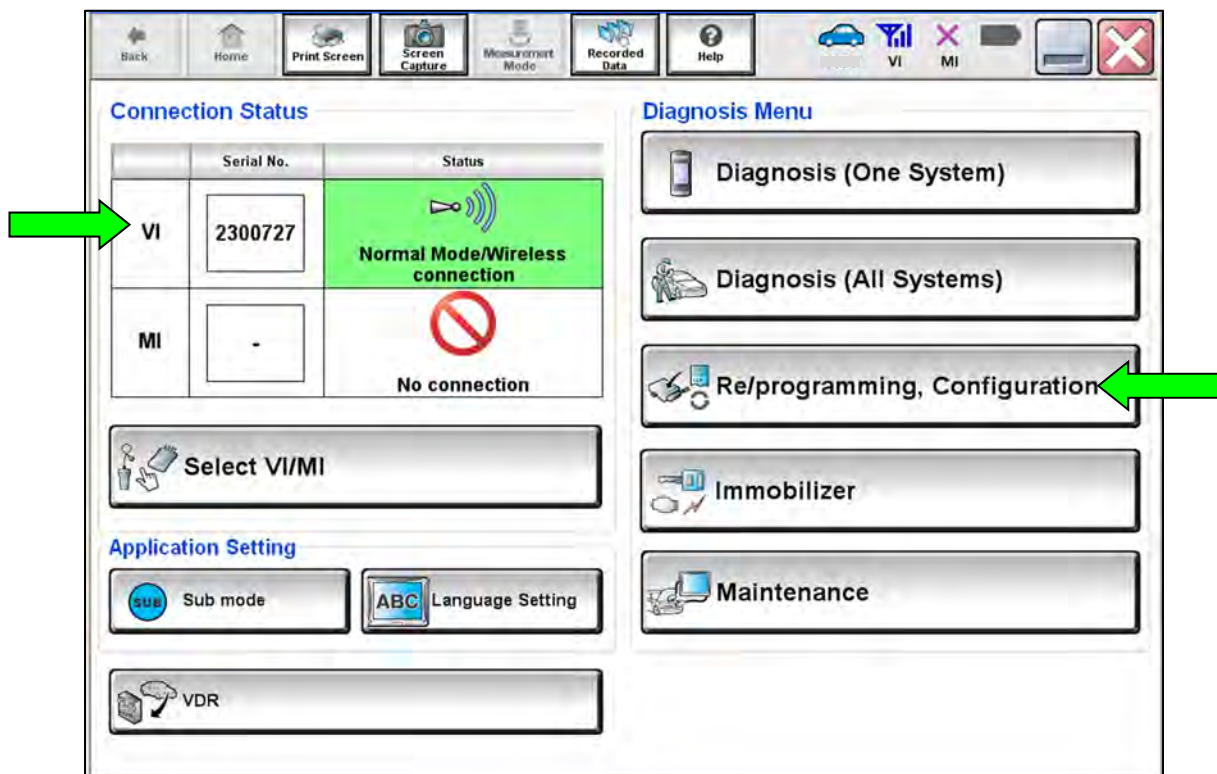 Back
Home
Print Screen
Screen
Capture
Measurement
Mode
Recorded
Data
Help
VI
MI
Connection Status
Serial No.
Status
VI
2300727
Normal Mode/Wireless
connection
MI
-
No connection
Select VI/MI
Application Setting
SUB
Sub mode
ABC
Language Setting
VDR
Diagnosis Menu
Diagnosis (One System)
Diagnosis (All Systems)
Re/programming, Configuration
Immobilizer
Maintenance